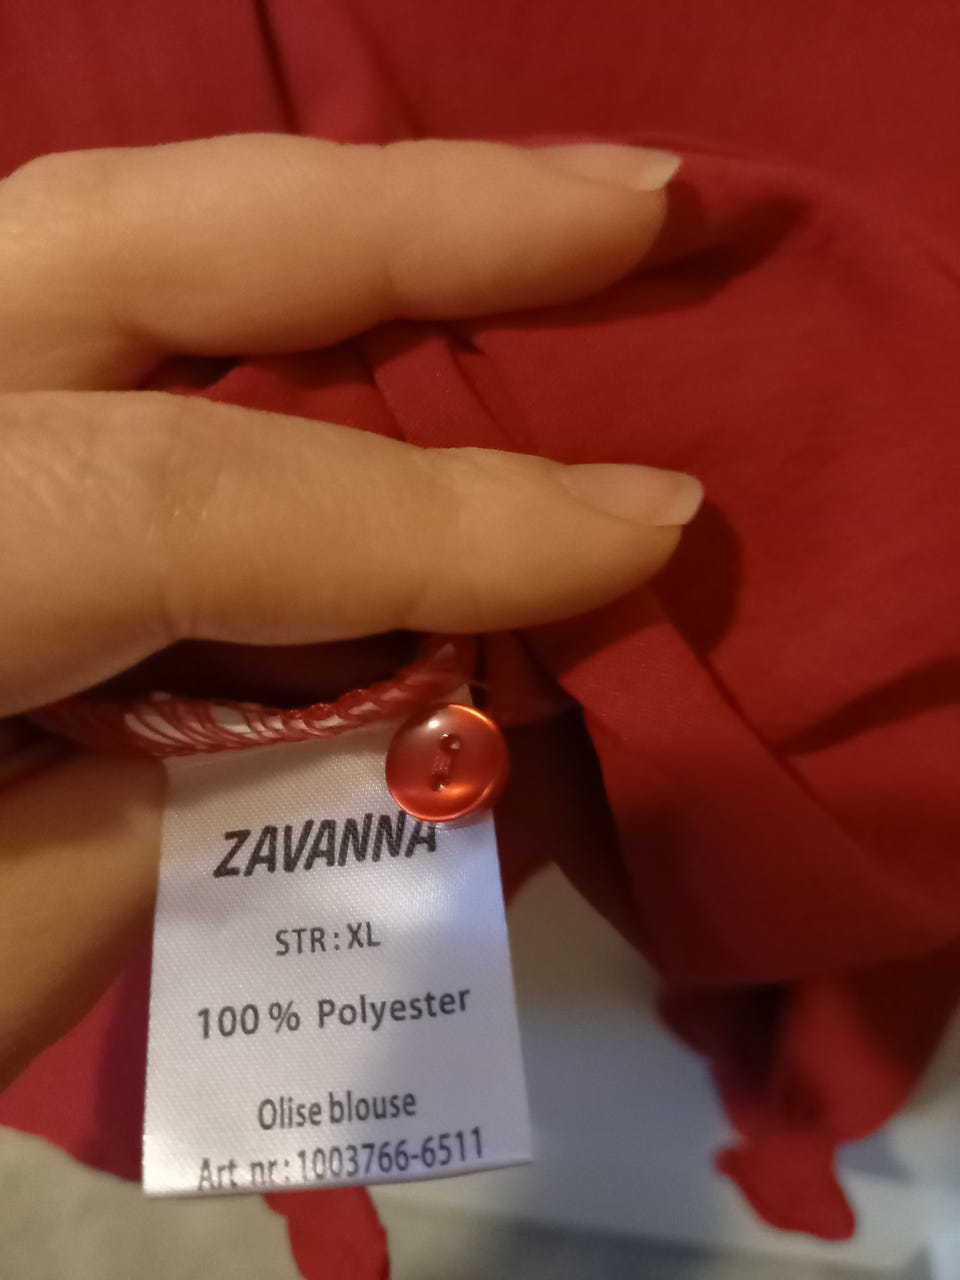 ZAVANNA
STR: XL
100% Polyester
Olise blouse
Art nr.: 1003766-6511